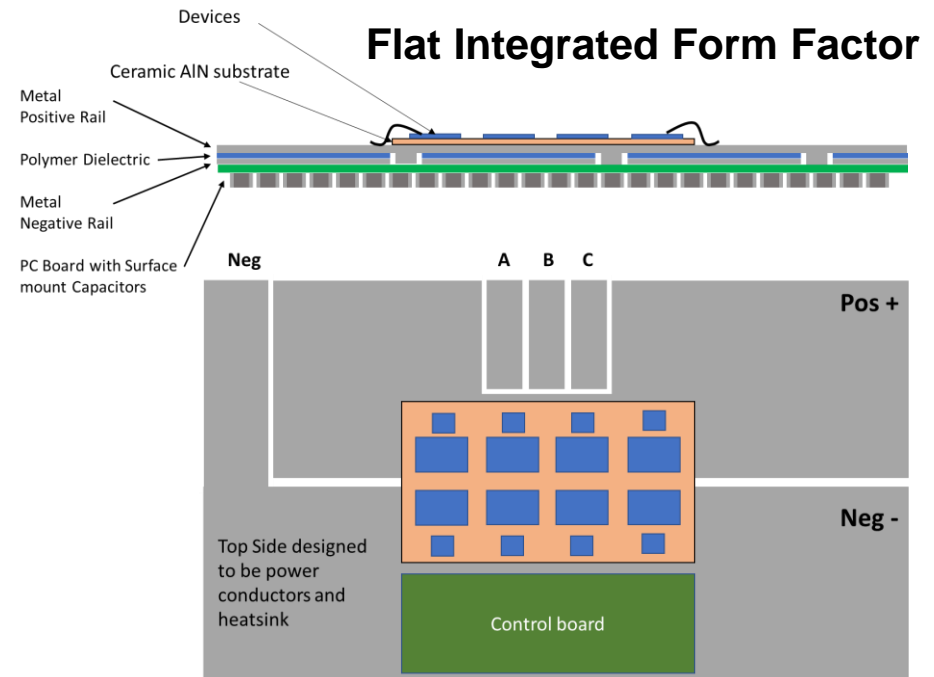 Flat Integrated Form Factor
Devices
Ceramic AlN substrate
Metal
Positive Rail
Polymer Dielectric
Metal
Negative Rail
PC Board with Surface
mount Capacitors
Neg
A B C
Pos +
Neg -
Top Side designed
to be power
conductors and
heatsink
Control board